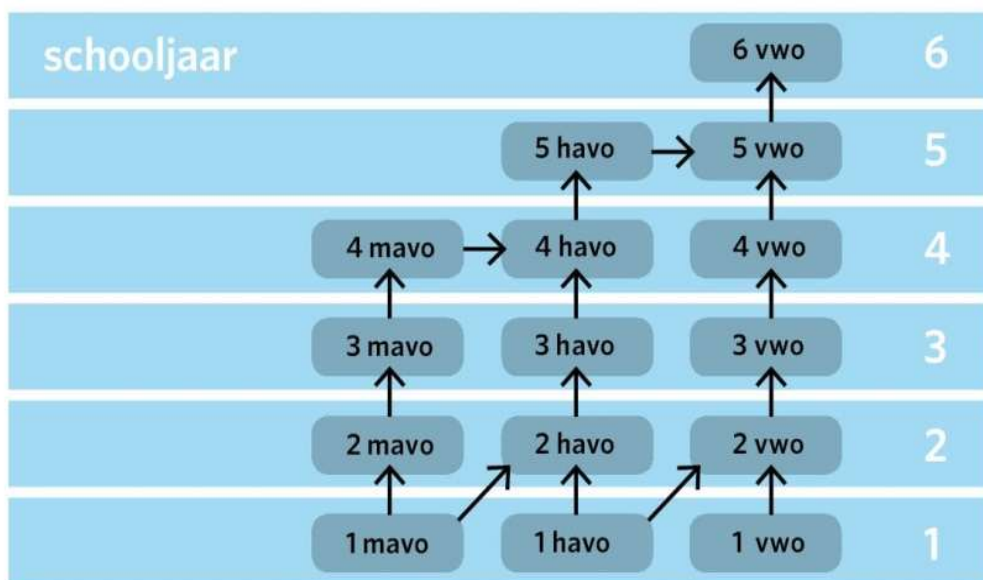 schooljaar 6 vwo 6
5 havo 5 vwo 5
4 mavo 4 havo 4 vwo 4
3 mavo 3 havo 3 vwo 3
2 mavo 2 havo 2 vwo 2
1 mavo 1 havo 1 vwo 1